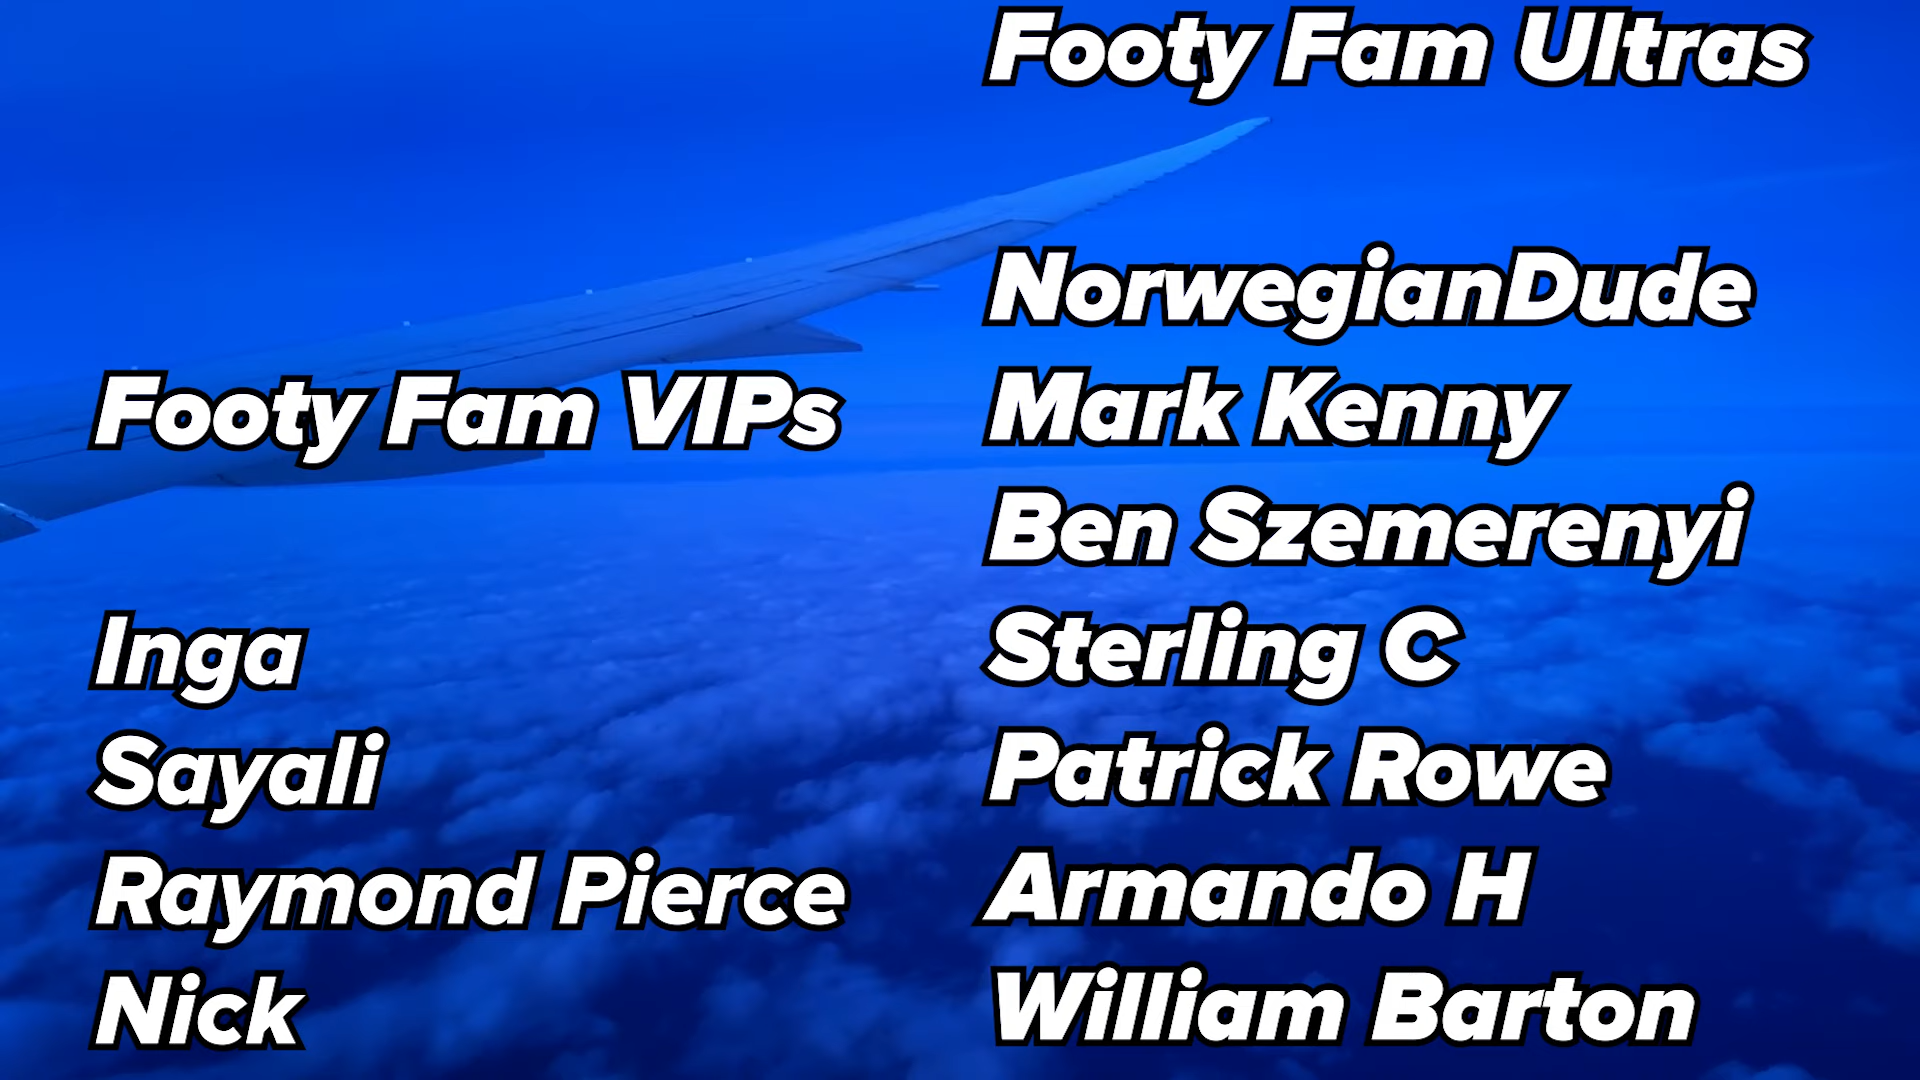 Footy Fam VIPs
Inga
Sayali
Raymond Pierce
Nick
Footy Fam Ultras
NorwegianDude
Mark Kenny
Ben Szemerenyi
Sterling C
Patrick Rowe
Armando H
William Barton